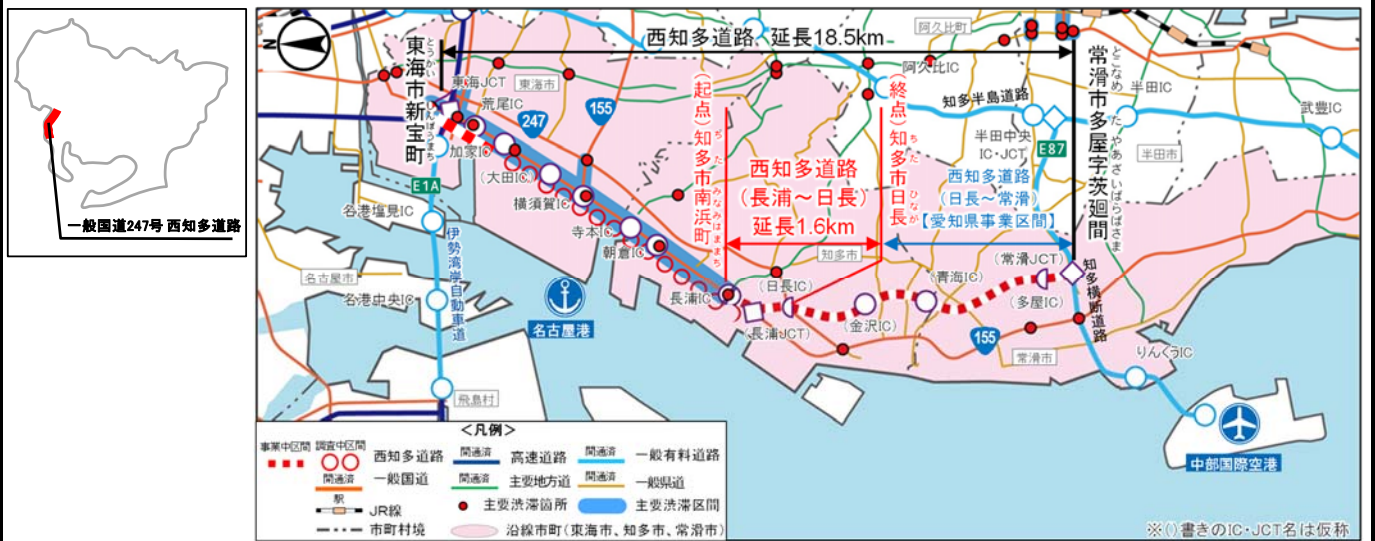 一般国道247号 西知多道路
N
西知多道路 延長18.5km
とうかい しんぽうまち
東海市新宝町
東海JCT
東海市
荒尾IC
加家IC
(大田IC)
横須賀IC
寺本IC
朝倉IC
長浦IC
247
155
阿久比町
阿久比IC
知多半島道路
半田中央
IC・JCT
半田IC
半田市
武豊IC
E87
とこなめ た や あざいばらばさま
常滑市多屋字茨廻間
(起点)知多市南浜町
ちた みなみはままち
西知多道路
(長浦~日長)
延長1.6km
(終点)知多市日長
ちた ひなが
西知多道路
(日長~常滑)
【愛知県事業区間】
知多市
(長浦JCT)
(日長IC)
(金沢IC)
(青海IC)
(常滑JCT)
(多屋IC)
知多横断道路
155
常滑市
りんくうIC
中部国際空港
E1A
名港潮見IC
伊勢湾岸自動車道
名古屋市
名港中央IC
飛島村
名古屋港
<凡例>
事業中区間 調査中区間 西知多道路
開通済 高速道路
開通済 一般有料道路
開通済 一般国道
開通済 主要地方道
開通済 一般県道
駅 JR線
主要渋滞箇所
主要渋滞区間
市町村境
沿線市町(東海市、知多市、常滑市)
※()書きのIC・JCT名は仮称